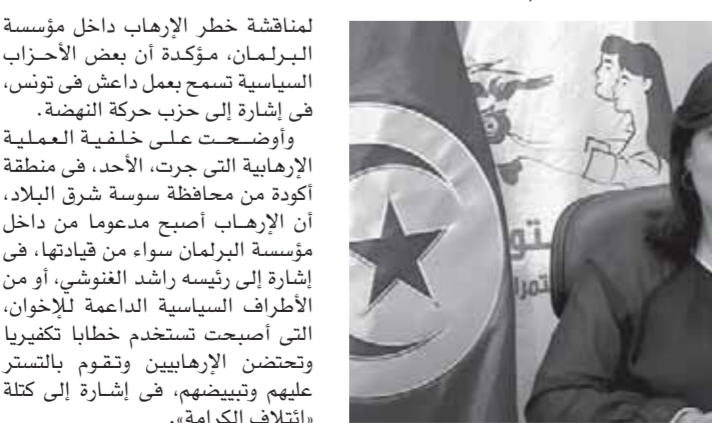 لمناقشة خطر الإرهاب داخل مؤسسة
البرلمان، مؤكدة أن بعض الأحزاب
السياسية تسمح بعمل داعش فى تونس،
فى إشارة إلى حزب حركة النهضة.
وأوضحت على خلفية العملية
الإرهابية التى جرت، الأحد، فى منطقة
أكودة من محافظة سوسة شرق البلاد،
أن الإرهاب أصبح مدعوما من داخل
مؤسسة البرلمان سواء من قيادتها، فى
إشارة إلى رئيسه راشد الغنوشي، أو من
الأطراف السياسية الداعمة للإخوان،
التى أصبحت تستخدم خطابا تكفيريا
وتحتضن الإرهابيين وتقوم بالتستر
عليهم وتبييضهم، فى إشارة إلى كتلة
«ائتلاف الكرامة».